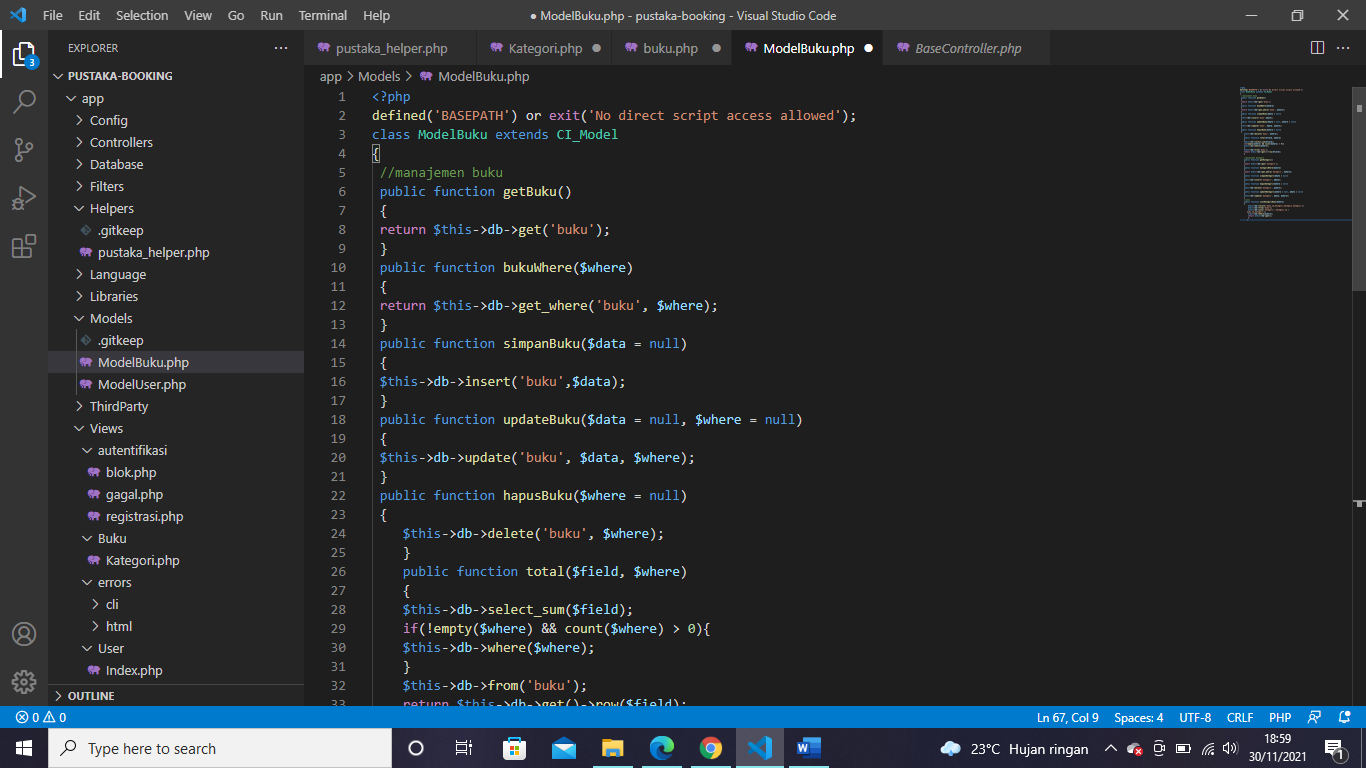 File Edit Selection View Go Run Terminal Help
● ModelBuku.php - pustaka-booking - Visual Studio Code
EXPLORER
PUSTAKA-BOOKING
app
Config
Controllers
Database
Filters
Helpers
.gitkeep
pustaka_helper.php
Language
Libraries
Models
.gitkeep
ModelBuku.php
ModelUser.php
ThirdParty
Views
autentifikasi
blok.php
gagal.php
registrasi.php
Buku
Kategori.php
errors
cli
html
User
Index.php
OUTLINE
3
pustaka_helper.php Kategori.php ● buku.php ● ModelBuku.php ● BaseController.php
app > Models > ModelBuku.php
1 <?php
2 defined('BASEPATH') or exit('No direct script access allowed');
3 class ModelBuku extends CI_Model
4 {
5 //manajemen buku
6 public function getBuku()
7 {
8 return $this->db->get('buku');
9 }
10 public function bukuWhere($where)
11 {
12 return $this->db->get_where('buku', $where);
13 }
14 public function simpanBuku($data = null)
15 {
16 $this->db->insert('buku',$data);
17 }
18 public function updateBuku($data = null, $where = null)
19 {
20 $this->db->update('buku', $data, $where);
21 }
22 public function hapusBuku($where = null)
23 {
24 $this->db->delete('buku', $where);
25 }
26 public function total($field, $where)
27 {
28 $this->db->select_sum($field);
29 if(!empty($where) && count($where) > 0){
30 $this->db->where($where);
31 }
32 $this->db->from('buku');
33 return $this->db->get()->row($field);
0 0
Ln 67, Col 9 Spaces: 4 UTF-8 CRLF PHP
Type here to search
23°C Hujan ringan
18:59
30/11/2021
1